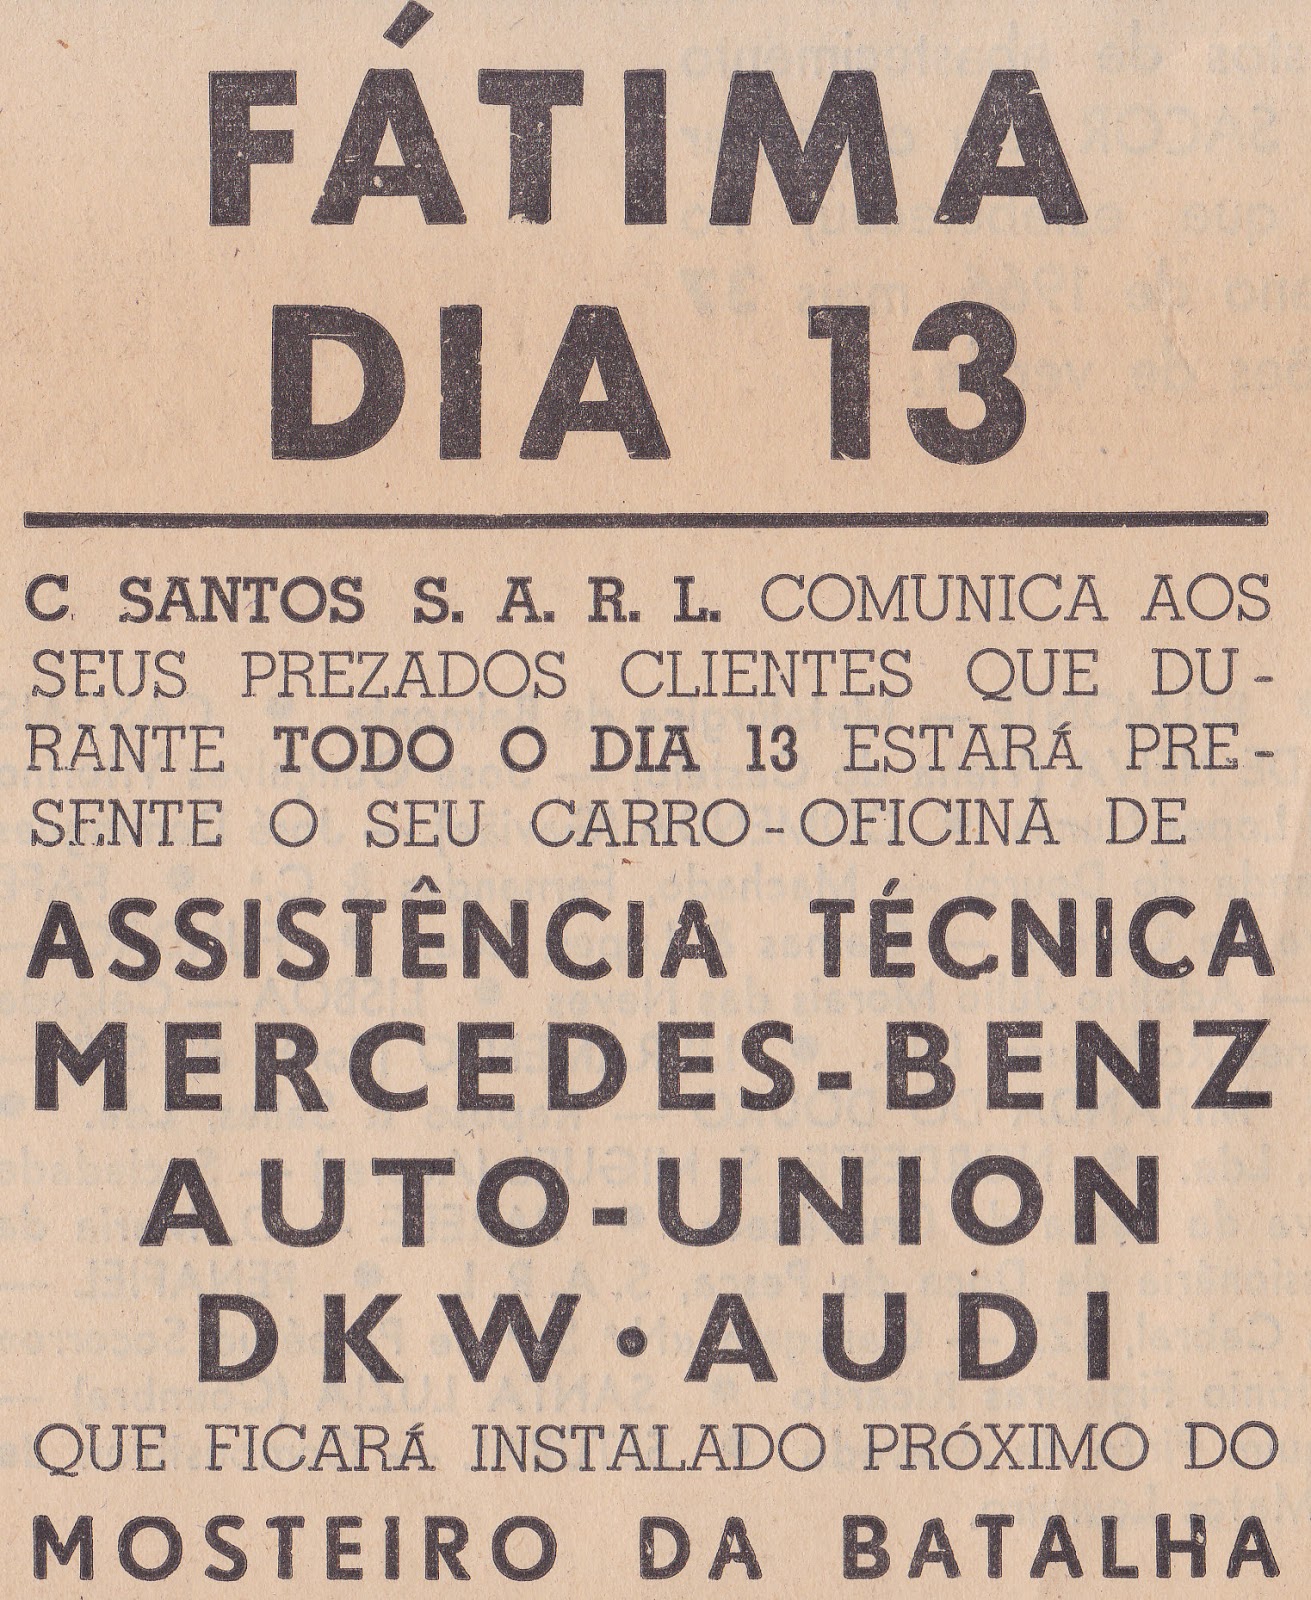 FÁTIMA
DIA 13
C. SANTOS S. A. R. L. COMUNICA AOS
SEUS PREZADOS CLIENTES QUE DU-
RANTE TODO O DIA 13 ESTARÁ PRE-
SENTE O SEU CARRO-OFICINA DE
ASSISTÊNCIA TÉCNICA
MERCEDES-BENZ
AUTO-UNION
DKW • AUDI
QUE FICARÁ INSTALADO PRÓXIMO DO
MOSTEIRO DA BATALHA